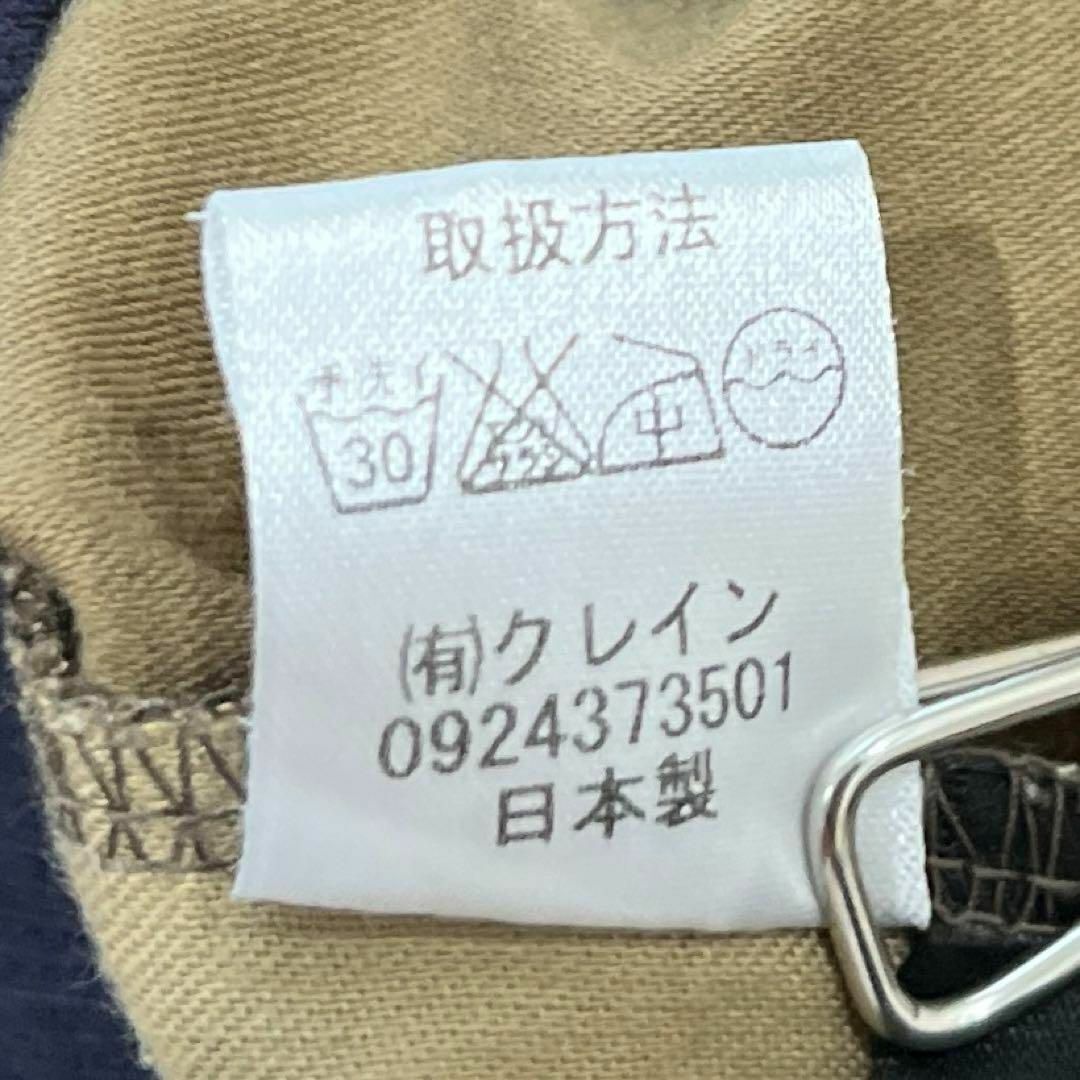 取扱方法
手洗イ
30
エンソサラシ
中
ドライ
(有)クレイン
0924373501
日本製